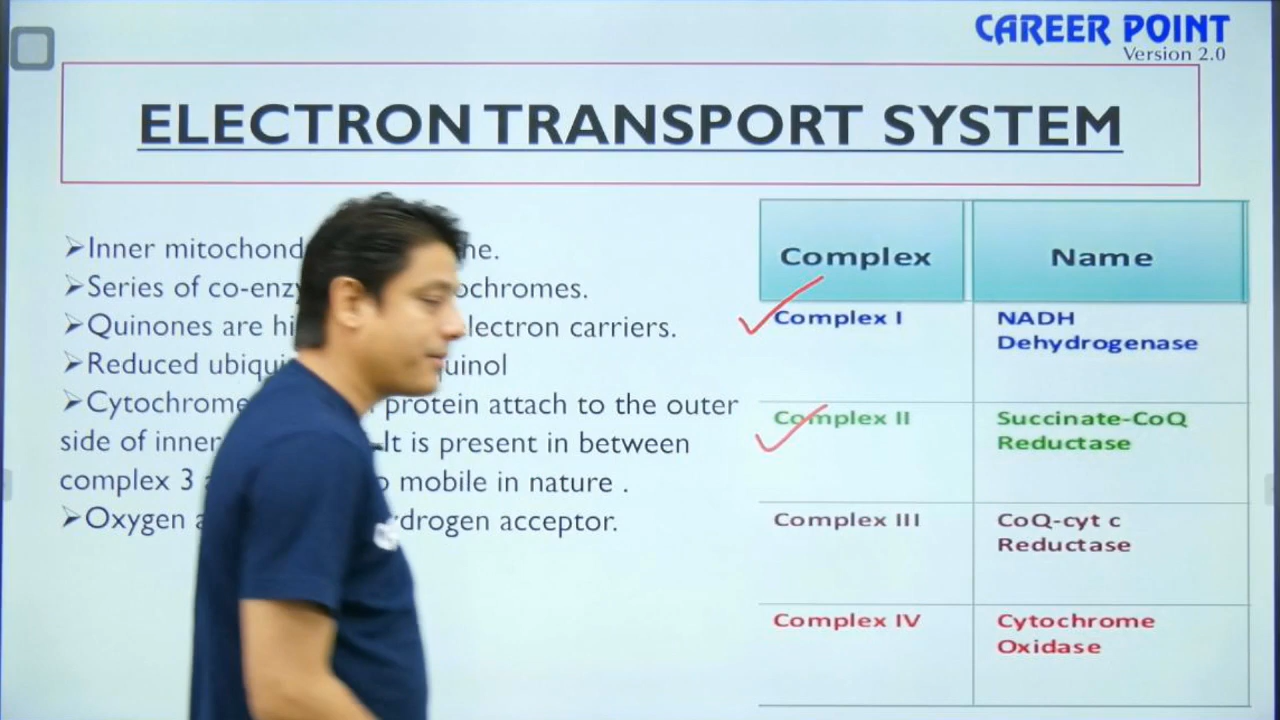 CAREER POINT
Version 2.0
ELECTRON TRANSPORT SYSTEM
➢Inner mitochond ne.
➢Series of co-enzy ochromes.
➢Quinones are hi lectron carriers.
➢Reduced ubiqui uinol
➢Cytochrome protein attach to the outer
side of inner It is present in between
complex 3 mobile in nature .
➢Oxygen a drogen acceptor.
Complex Name
Complex I NADH
Dehydrogenase
Complex II Succinate-CoQ
Reductase
Complex III CoQ-cyt c
Reductase
Complex IV Cytochrome
Oxidase